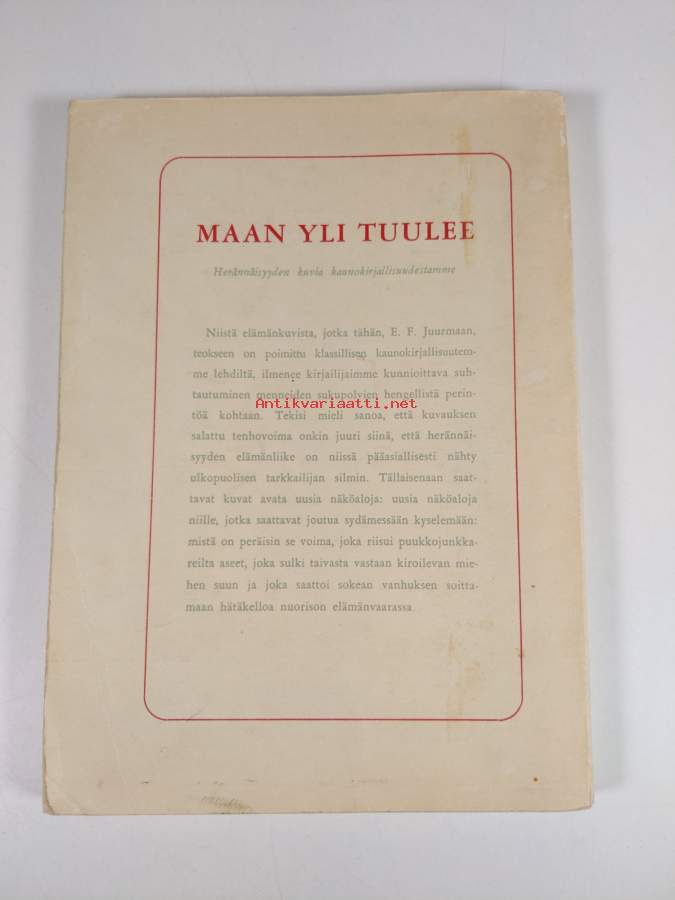 MAAN YLI TUULEE
Herännäisyyden kuvia kaunokirjallisuudestamme
Niistä elämänkuvista, jotka tähän, E. F. Juurmaan,
teokseen on poimittu klassillisen kaunokirjallisuutem-
me lehdiltä, ilmenee kirjailijaimme kunnioittava suh-
tautuminen menneiden sukupolvien hengellistä perin-
Antikvariaatti.net
töä kohtaan. Tekisi mieli sanoa, että kuvauksen
salattu tenhovoima onkin juuri siinä, että herännäi-
syyden elämänliike on niissä pääasiallisesti nähty
ulkopuolisen tarkkailijan silmin. Tällaisenaan saat-
tavat kuvat avata uusia näköaloja: uusia näköaloja
niille, jotka saattavat joutua sydämessään kyselemään:
mistä on peräisin se voima, joka riisui puukkojunkka-
reilta aseet, joka sulki taivasta vastaan kiroilevan mie-
hen suun ja joka saattoi sokean vanhuksen soitta-
maan hätäkelloa nuorison elämänvaarassa.